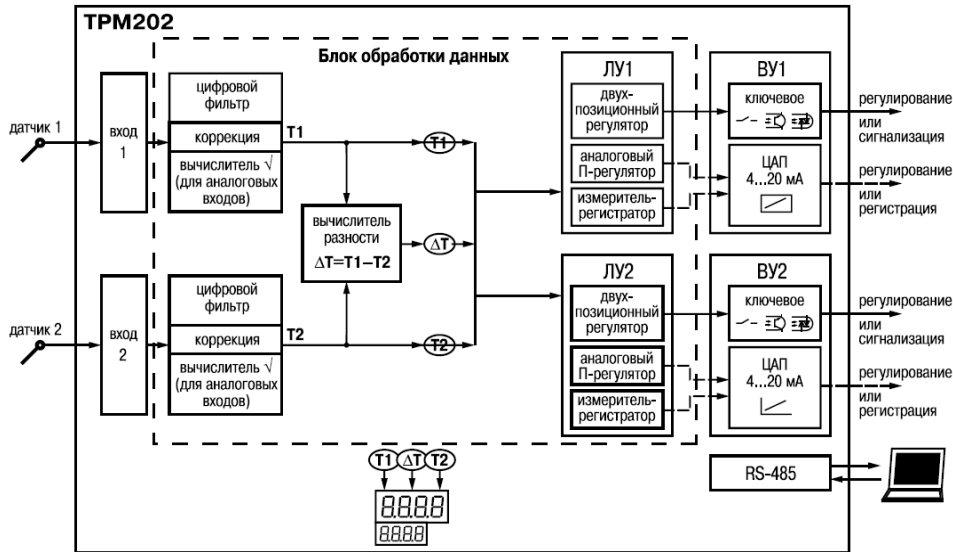 ТРМ202
Блок обработки данных
датчик 1
вход
1
цифровой
фильтр
коррекция
вычислитель √
(для аналоговых
входов)
T1
T1
вычислитель
разности
ΔT=T1–T2
ΔT
датчик 2
вход
2
цифровой
фильтр
коррекция
вычислитель √
(для аналоговых
входов)
T2
T2
ЛУ1
двух-
позиционный
регулятор
аналоговый
П-регулятор
измеритель-
регистратор
ВУ1
ключевое
ЦАП
4...20 мА
регулирование
или
сигнализация
регулирование
или
регистрация
ЛУ2
двух-
позиционный
регулятор
аналоговый
П-регулятор
измеритель-
регистратор
ВУ2
ключевое
ЦАП
4...20 мА
регулирование
или
сигнализация
регулирование
или
регистрация
T1 ΔT T2
8.8.8.8
8.8.8.8
RS-485